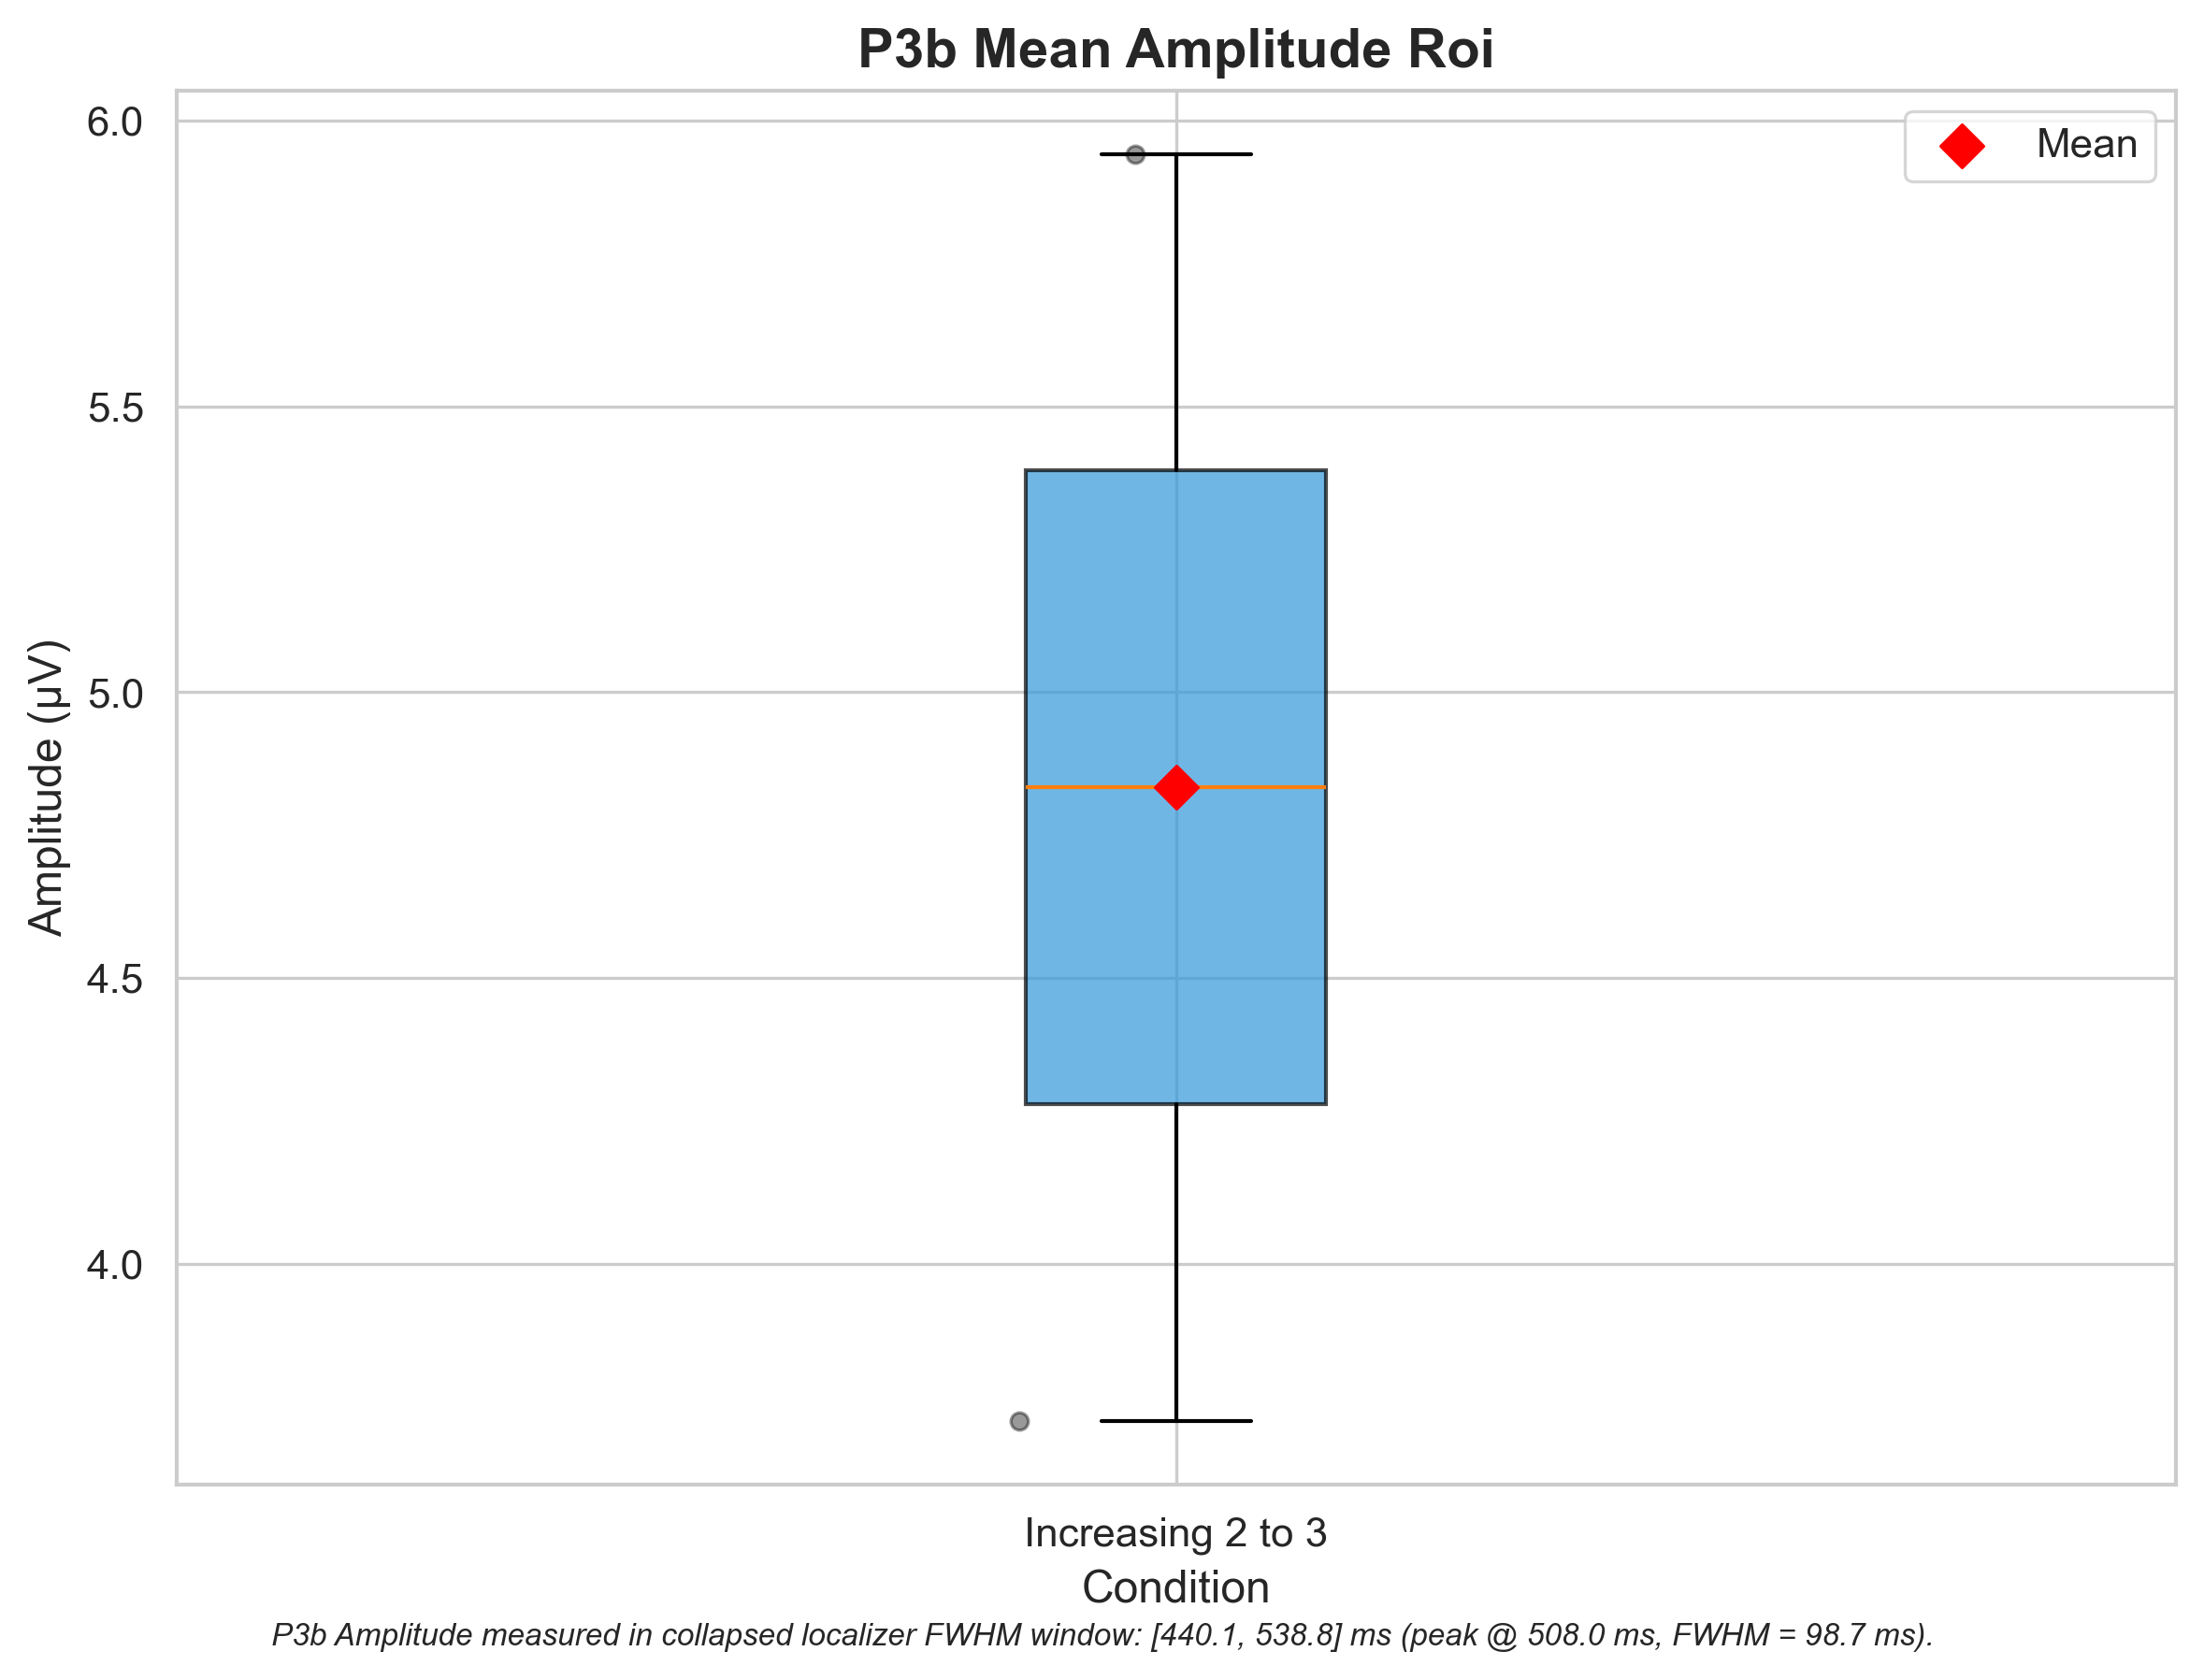 P3b Mean Amplitude Roi
Mean
6.0
5.5
5.0
4.5
4.0
Amplitude (µV)
Increasing 2 to 3
Condition
P3b Amplitude measured in collapsed localizer FWHM window: [440.1, 538.8] ms (peak @ 508.0 ms, FWHM = 98.7 ms).